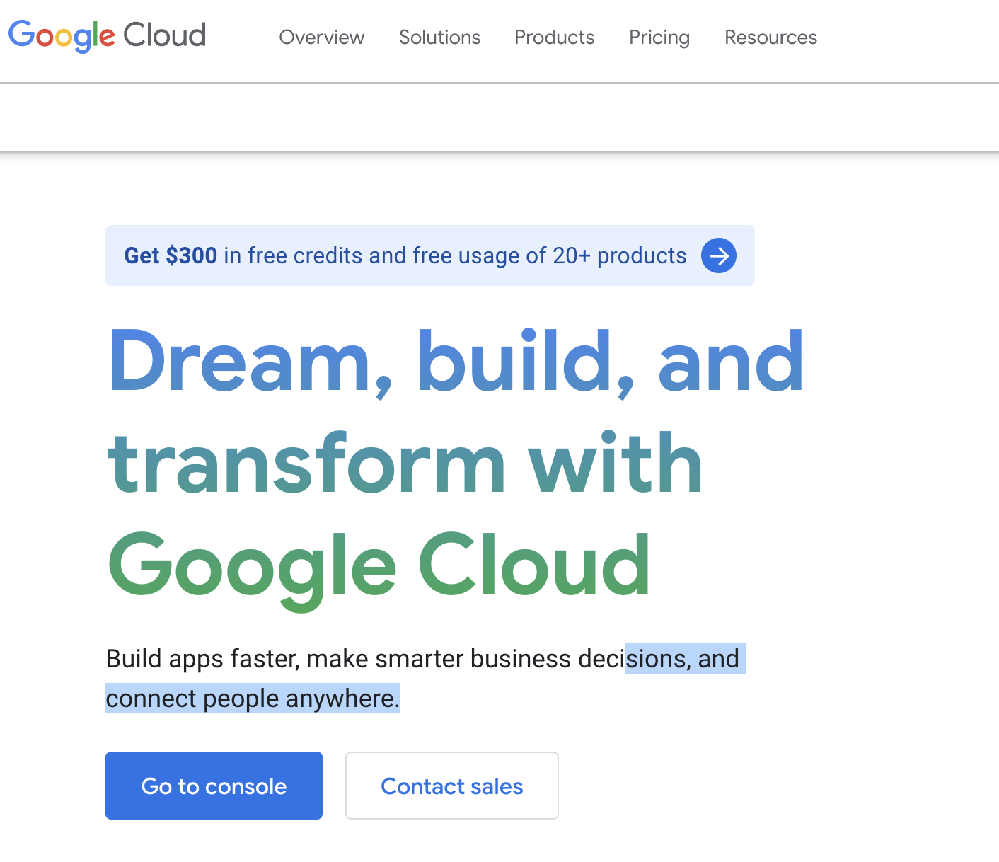 Google Cloud Overview Solutions Products Pricing Resources
Get $300 in free credits and free usage of 20+ products
Dream, build, and
transform with
Google Cloud
Build apps faster, make smarter business decisions, and
connect people anywhere.
Go to console Contact sales